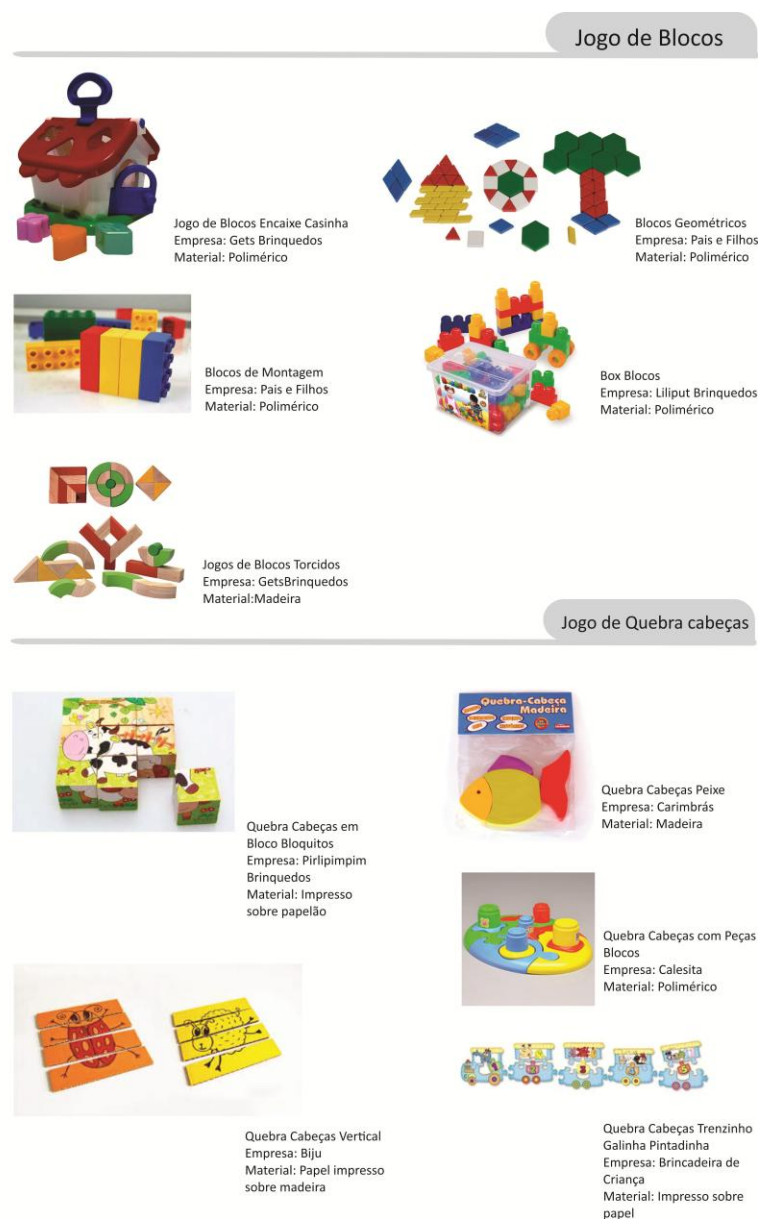 Jogo de Blocos
Jogo de Blocos Encaixe Casinha
Empresa: Gets Brinquedos
Material: Polimérico
Blocos Geométricos
Empresa: Pais e Filhos
Material: Polimérico
Blocos de Montagem
Empresa: Pais e Filhos
Material: Polimérico
Box Blocos
Empresa: Liliput Brinquedos
Material: Polimérico
Jogos de Blocos Torcidos
Empresa: GetsBrinquedos
Material:Madeira
Jogo de Quebra cabeças
Quebra Cabeças em
Bloco Bloquitos
Empresa: Pirlipimpim
Brinquedos
Material: Impresso
sobre papelão
Quebra-Cabeça
Madeira
Quebra Cabeças Peixe
Empresa: Carimbrás
Material: Madeira
Quebra Cabeças com Peças
Blocos
Empresa: Calesita
Material: Polimérico
Quebra Cabeças Vertical
Empresa: Biju
Material: Papel impresso
sobre madeira
Quebra Cabeças Trenzinho
Galinha Pintadinha
Empresa: Brincadeira de
Criança
Material: Impresso sobre
papel